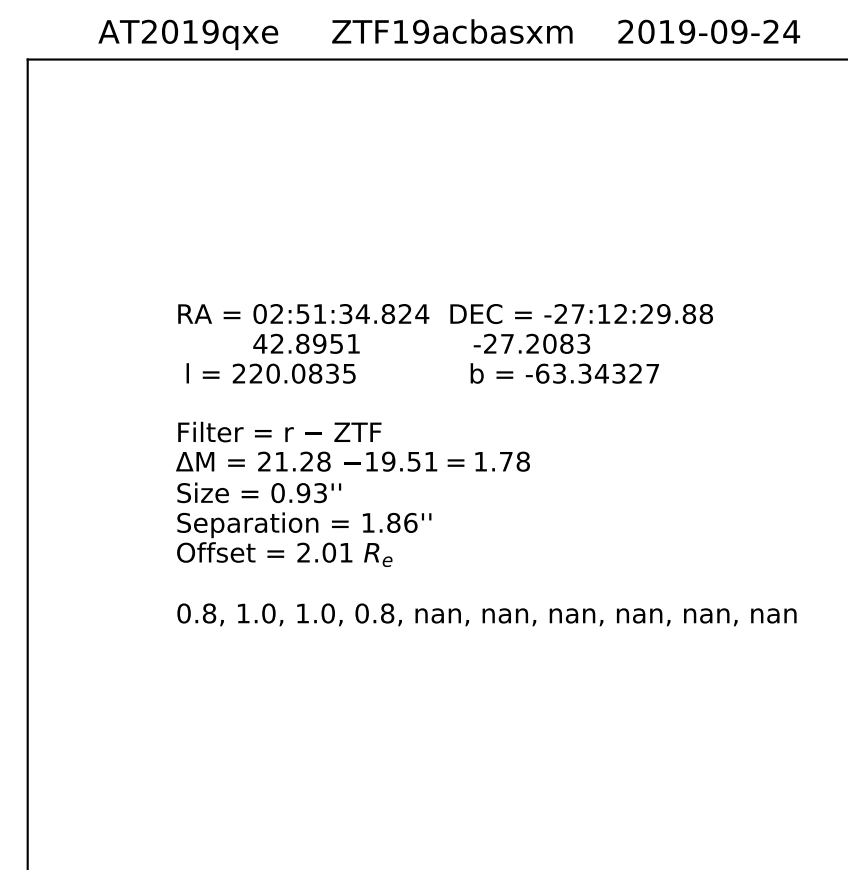 AT2019qxe ZTF19acbasxm 2019-09-24
RA = 02:51:34.824 DEC = -27:12:29.88
42.8951 -27.2083
l = 220.0835 b = -63.34327
Filter = r − ZTF
ΔM = 21.28 −19.51 = 1.78
Size = 0.93''
Separation = 1.86''
Offset = 2.01 Rₑ
0.8, 1.0, 1.0, 0.8, nan, nan, nan, nan, nan, nan